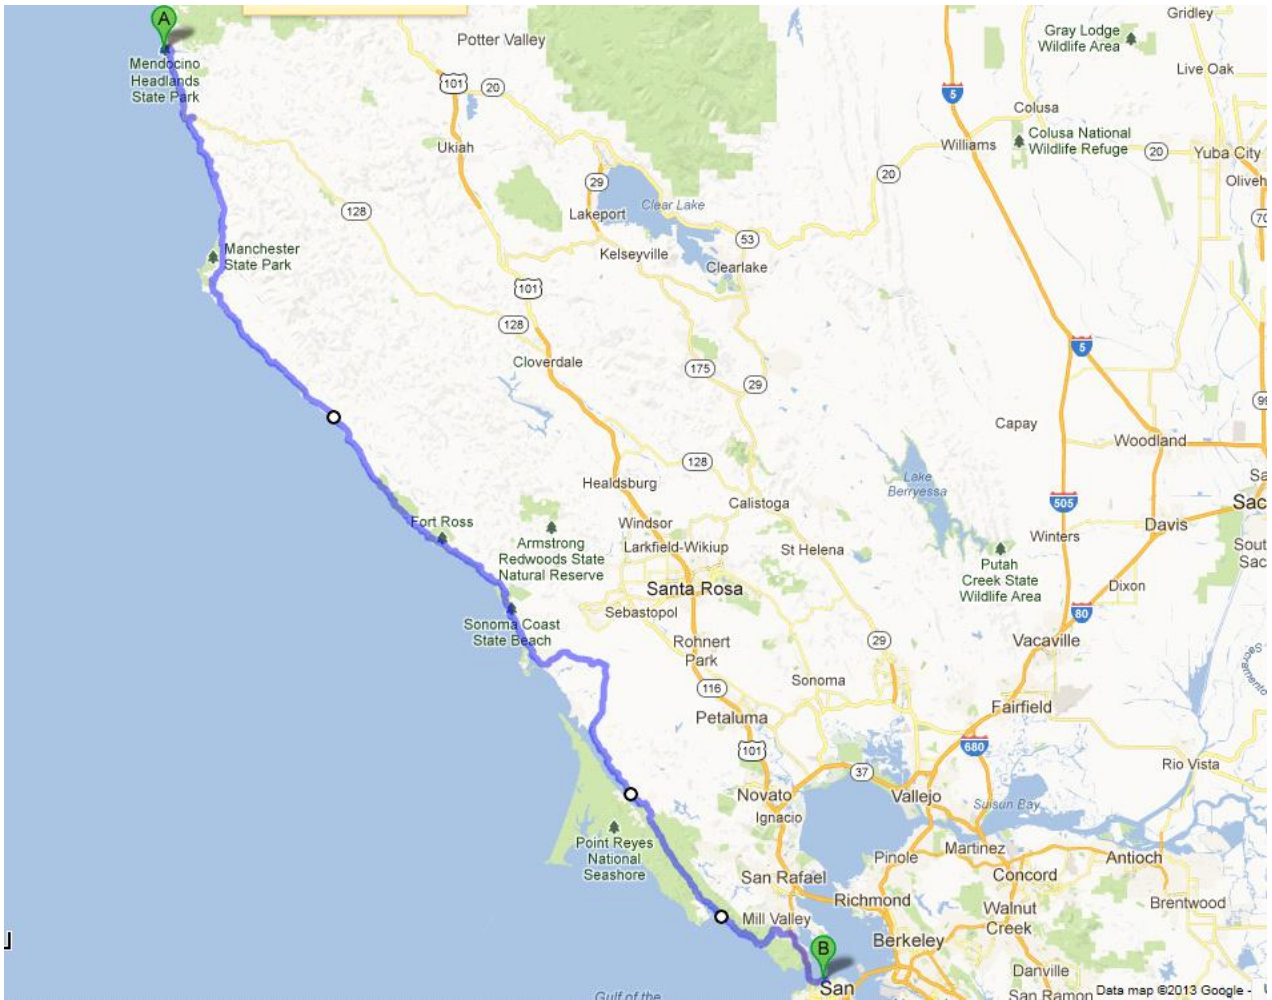 A
Mendocino
Headlands
State Park
Potter Valley
101
20
Ukiah
Gridley
Gray Lodge
Wildlife Area
Live Oak
5
Colusa
Colusa National
Wildlife Refuge
Williams
20
Yuba City
20
29
Lakeport
Clear Lake
128
53
Manchester
State Park
Kelseyville
Clearlake
101
128
Cloverdale
175
29
5
Capay
Woodland
128
Healdsburg
Lake
Berryessa
Calistoga
505
Fort Ross
Windsor
Davis
Armstrong
Redwoods State
Natural Reserve
Larkfield-Wikiup
St Helena
Winters
Putah
Creek State
Wildlife Area
Santa Rosa
Dixon
80
Sebastopol
Sonoma Coast
State Beach
Rohnert
Park
29
Vacaville
116
Sonoma
Fairfield
Petaluma
101
680
37
Rio Vista
Novato
Vallejo
Suisun Bay
Ignacio
Point Reyes
National
Seashore
Pinole
Martinez
Antioch
San Rafael
Concord
Richmond
Brentwood
Mill Valley
Walnut
Creek
B
Berkeley
Danville
San
San Ramon
Gulf of the
Data map ©2013 Google -